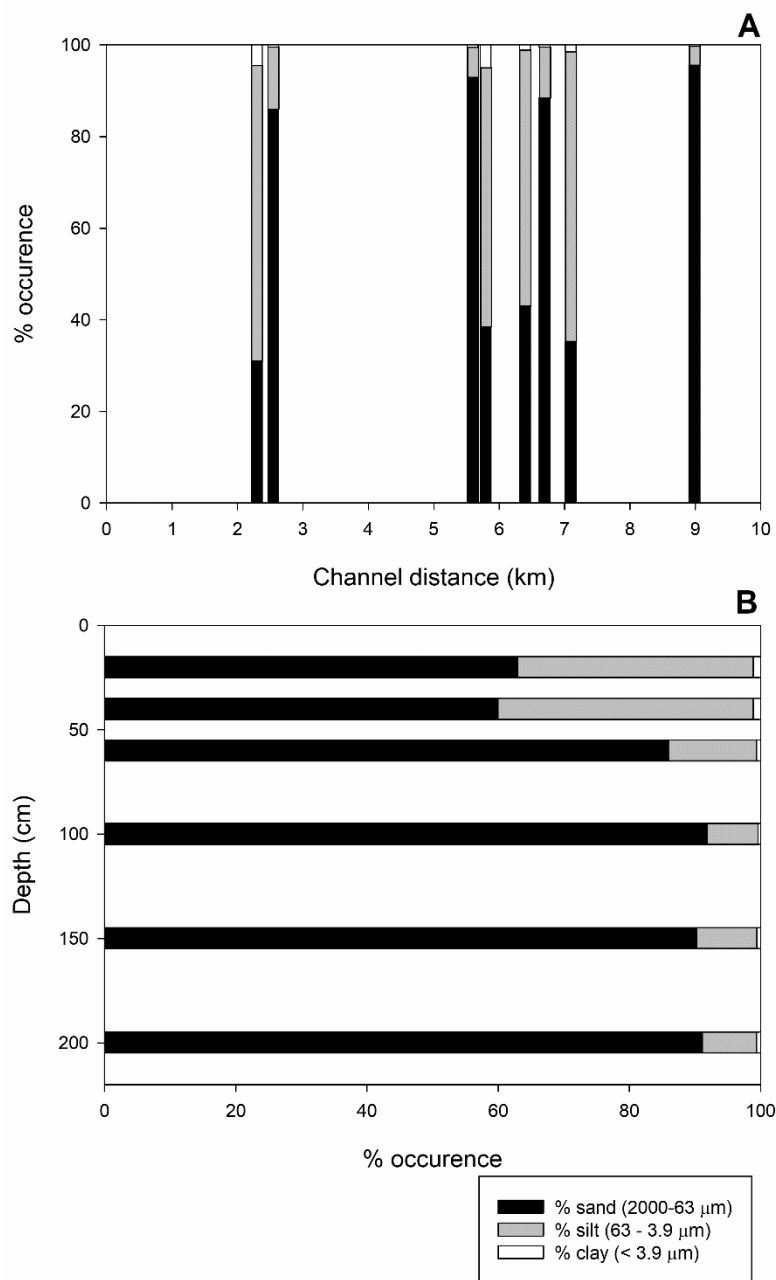 A
100
80
60
40
20
0
% occurence
0 1 2 3 4 5 6 7 8 9 10
Channel distance (km)
B
0
50
100
150
200
Depth (cm)
0 20 40 60 80 100
% occurence
% sand (2000-63 μm)
% silt (63 - 3.9 μm)
% clay (< 3.9 μm)